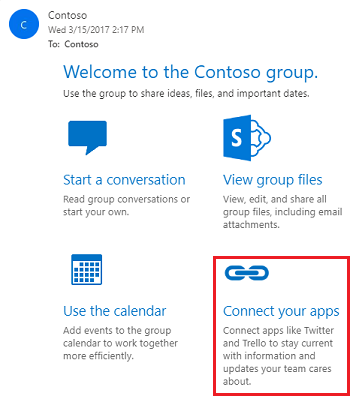 C
Contoso
Wed 3/15/2017 2:17 PM
To: Contoso
Welcome to the Contoso group.
Use the group to share ideas, files, and important dates.
Start a conversation
Read group conversations or
start your own.
S
View group files
View, edit, and share all
group files, including email
attachments.
Use the calendar
Add events to the group
calendar to work together
more efficiently.
Connect your apps
Connect apps like Twitter
and Trello to stay current
with information and
updates your team cares
about.